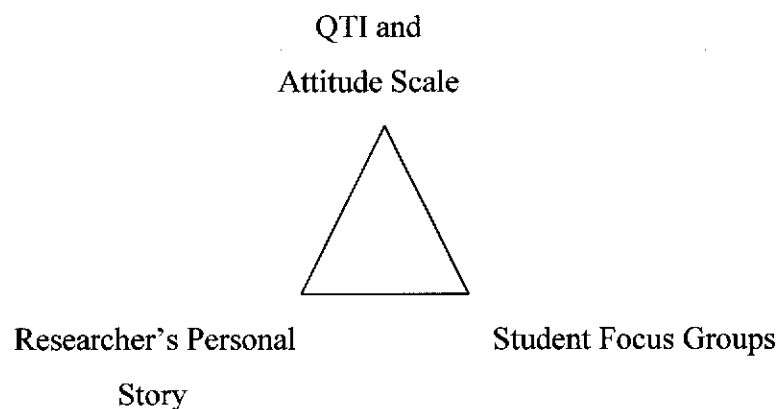 QTI and
Attitude Scale
Researcher's Personal
Story
Student Focus Groups